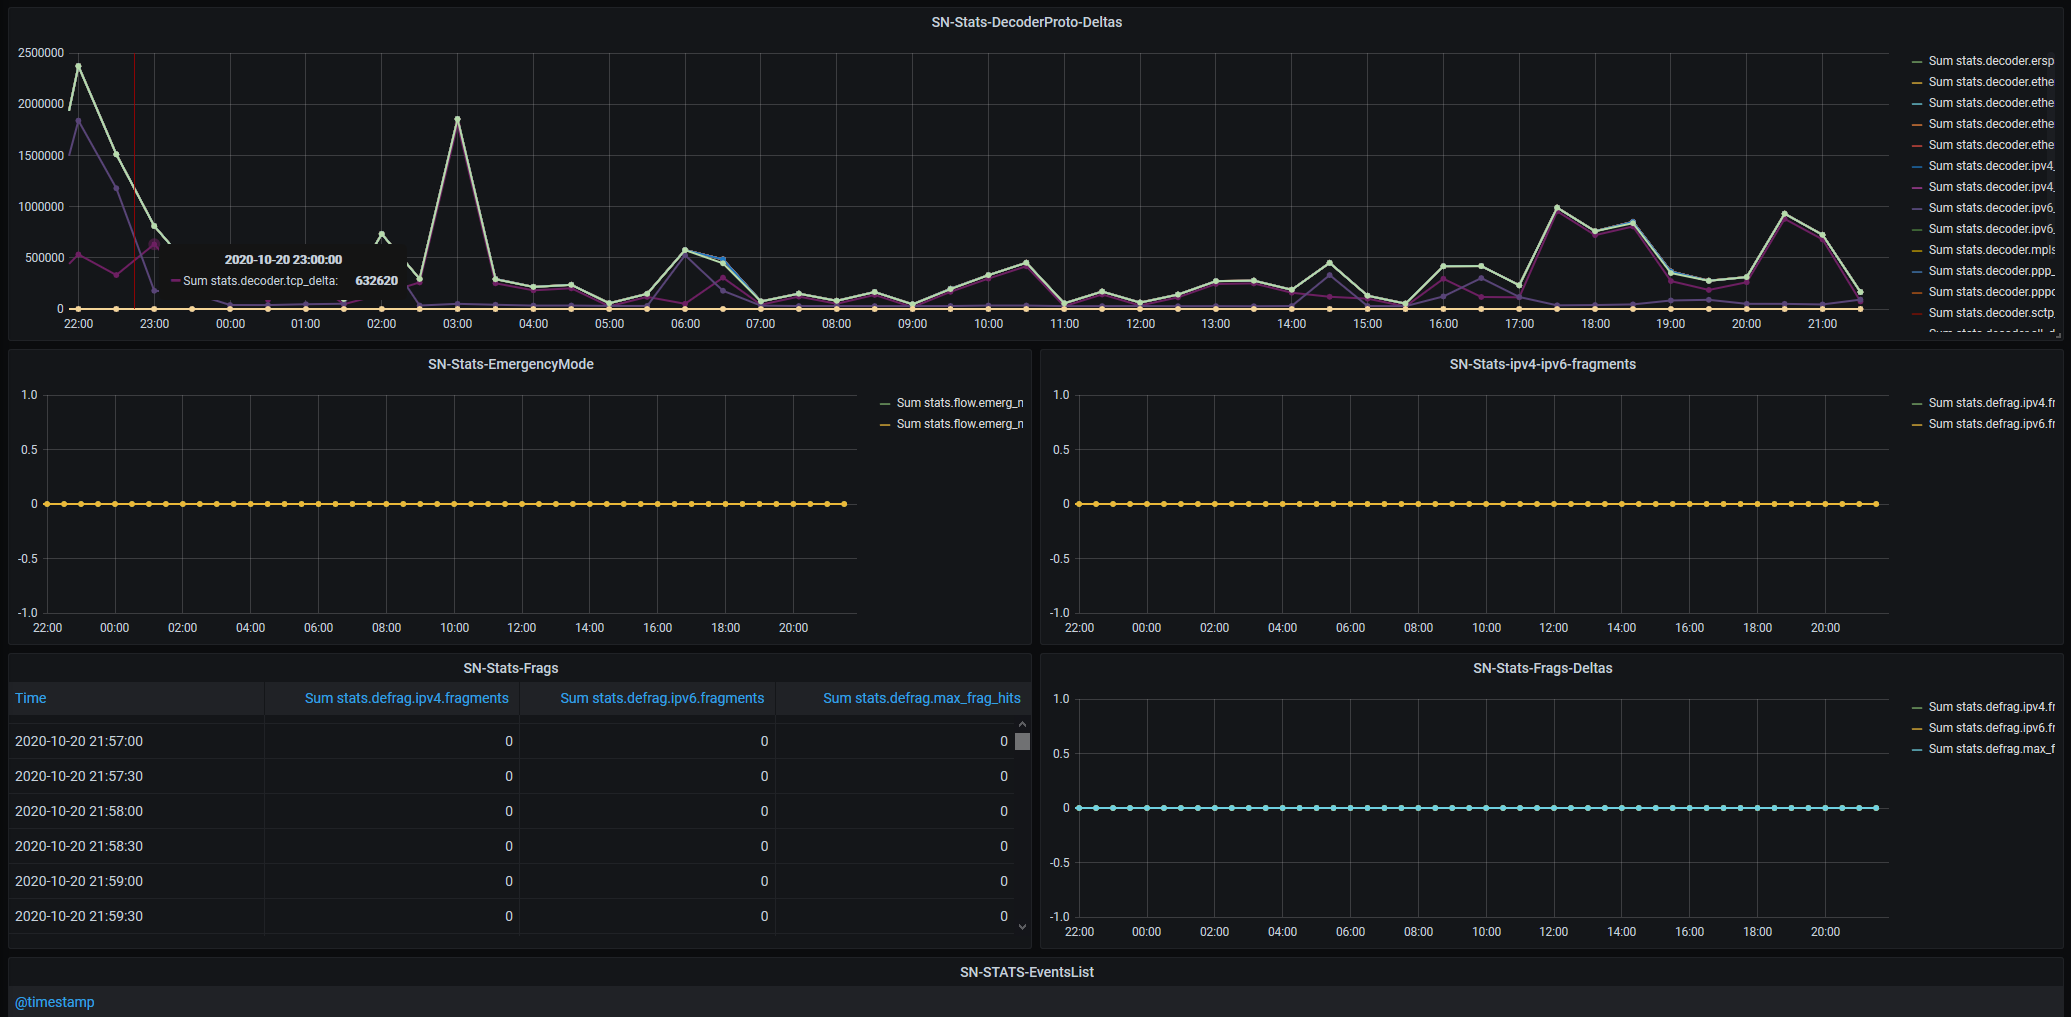 SN-Stats-DecoderProto-Deltas
2500000
2000000
1500000
1000000
500000
0
22:00 23:00 00:00 01:00 02:00 03:00 04:00 05:00 06:00 07:00 08:00 09:00 10:00 11:00 12:00 13:00 14:00 15:00 16:00 17:00 18:00 19:00 20:00 21:00
2020-10-20 23:00:00
Sum stats.decoder.tcp_delta: 632620
Sum stats.decoder.ersp
Sum stats.decoder.ethe
Sum stats.decoder.ethe
Sum stats.decoder.ethe
Sum stats.decoder.ethe
Sum stats.decoder.ipv4_
Sum stats.decoder.ipv4_
Sum stats.decoder.ipv6_
Sum stats.decoder.ipv6_
Sum stats.decoder.mpls
Sum stats.decoder.ppp_
Sum stats.decoder.pppo
Sum stats.decoder.sctp_
SN-Stats-EmergencyMode
1.0
0.5
0
-0.5
-1.0
22:00 00:00 02:00 04:00 06:00 08:00 10:00 12:00 14:00 16:00 18:00 20:00
Sum stats.flow.emerg_m
Sum stats.flow.emerg_m
SN-Stats-ipv4-ipv6-fragments
1.0
0.5
0
-0.5
-1.0
22:00 00:00 02:00 04:00 06:00 08:00 10:00 12:00 14:00 16:00 18:00 20:00
Sum stats.defrag.ipv4.fr
Sum stats.defrag.ipv6.fr
SN-Stats-Frags
Time Sum stats.defrag.ipv4.fragments Sum stats.defrag.ipv6.fragments Sum stats.defrag.max_frag_hits
2020-10-20 21:57:00 0 0 0
2020-10-20 21:57:30 0 0 0
2020-10-20 21:58:00 0 0 0
2020-10-20 21:58:30 0 0 0
2020-10-20 21:59:00 0 0 0
2020-10-20 21:59:30 0 0 0
SN-Stats-Frags-Deltas
1.0
0.5
0
-0.5
-1.0
22:00 00:00 02:00 04:00 06:00 08:00 10:00 12:00 14:00 16:00 18:00 20:00
Sum stats.defrag.ipv4.fr
Sum stats.defrag.ipv6.fr
Sum stats.defrag.max_f
SN-STATS-EventsList
@timestamp